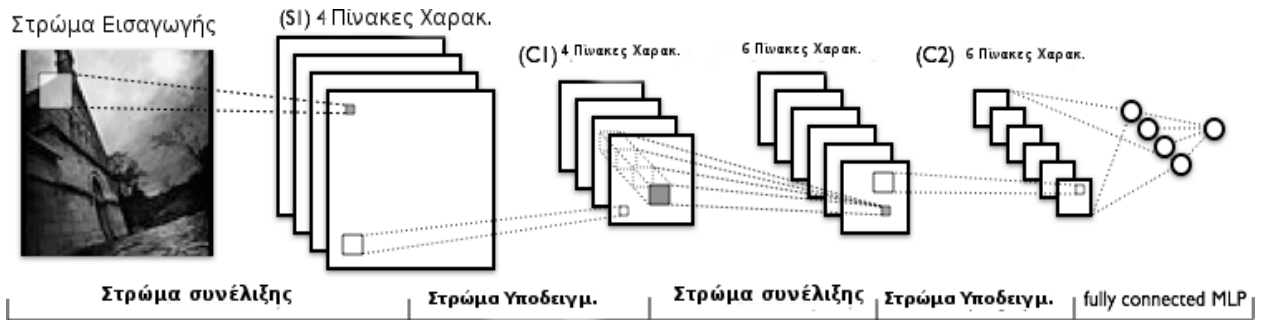 Στρώμα Εισαγωγής
(S1) 4 Πίνακες Χαρακ.
(C1) 4 Πίνακες Χαρακ.
6 Πίνακες Χαρακ.
(C2) 6 Πίνακες Χαρακ.
Στρώμα συνέλιξης
Στρώμα Υποδειγμ.
Στρώμα συνέλιξης
Στρώμα Υποδειγμ.
fully connected MLP